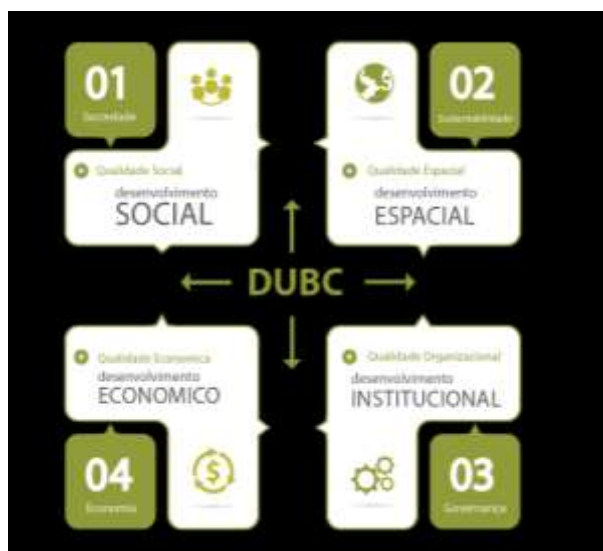 01
Sociedade
Qualidade Social
desenvolvimento
SOCIAL
02
Sustentabilidade
Qualidade Espacial
desenvolvimento
ESPACIAL
DUBC
Qualidade Economica
desenvolvimento
ECONOMICO
04
Economia
$
Qualidade Organizacional
desenvolvimento
INSTITUCIONAL
03
Governança